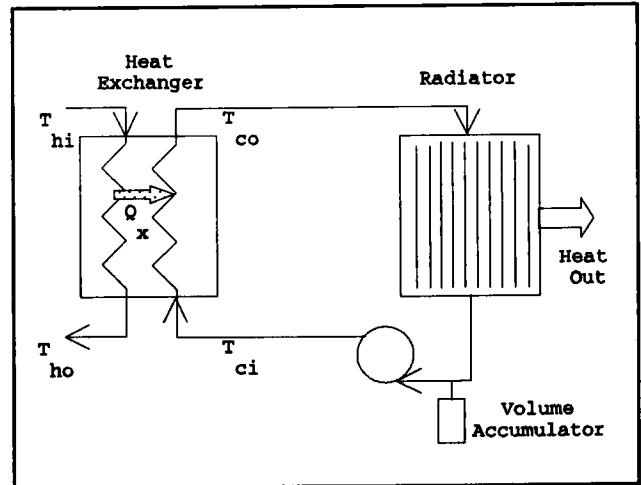 Heat
Exchanger
Radiator
T
hi
T
co
Q
x
Heat
Out
T
ho
T
ci
Volume
Accumulator